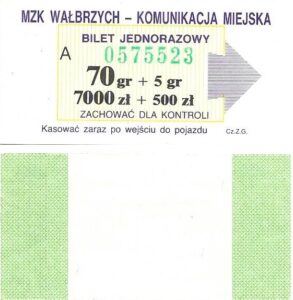 MZK WAŁBRZYCH – KOMUNIKACJA MIEJSKA
BILET JEDNORAZOWY
A 0575523
70 gr + 5 gr
7000 zł + 500 zł
ZACHOWAĆ DLA KONTROLI
Kasować zaraz po wejściu do pojazdu Cz.Z.G.